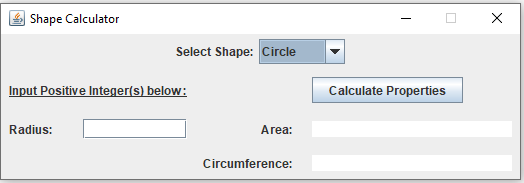 Shape Calculator
Select Shape: Circle
Input Positive Integer(s) below:
Calculate Properties
Radius:
Area:
Circumference: